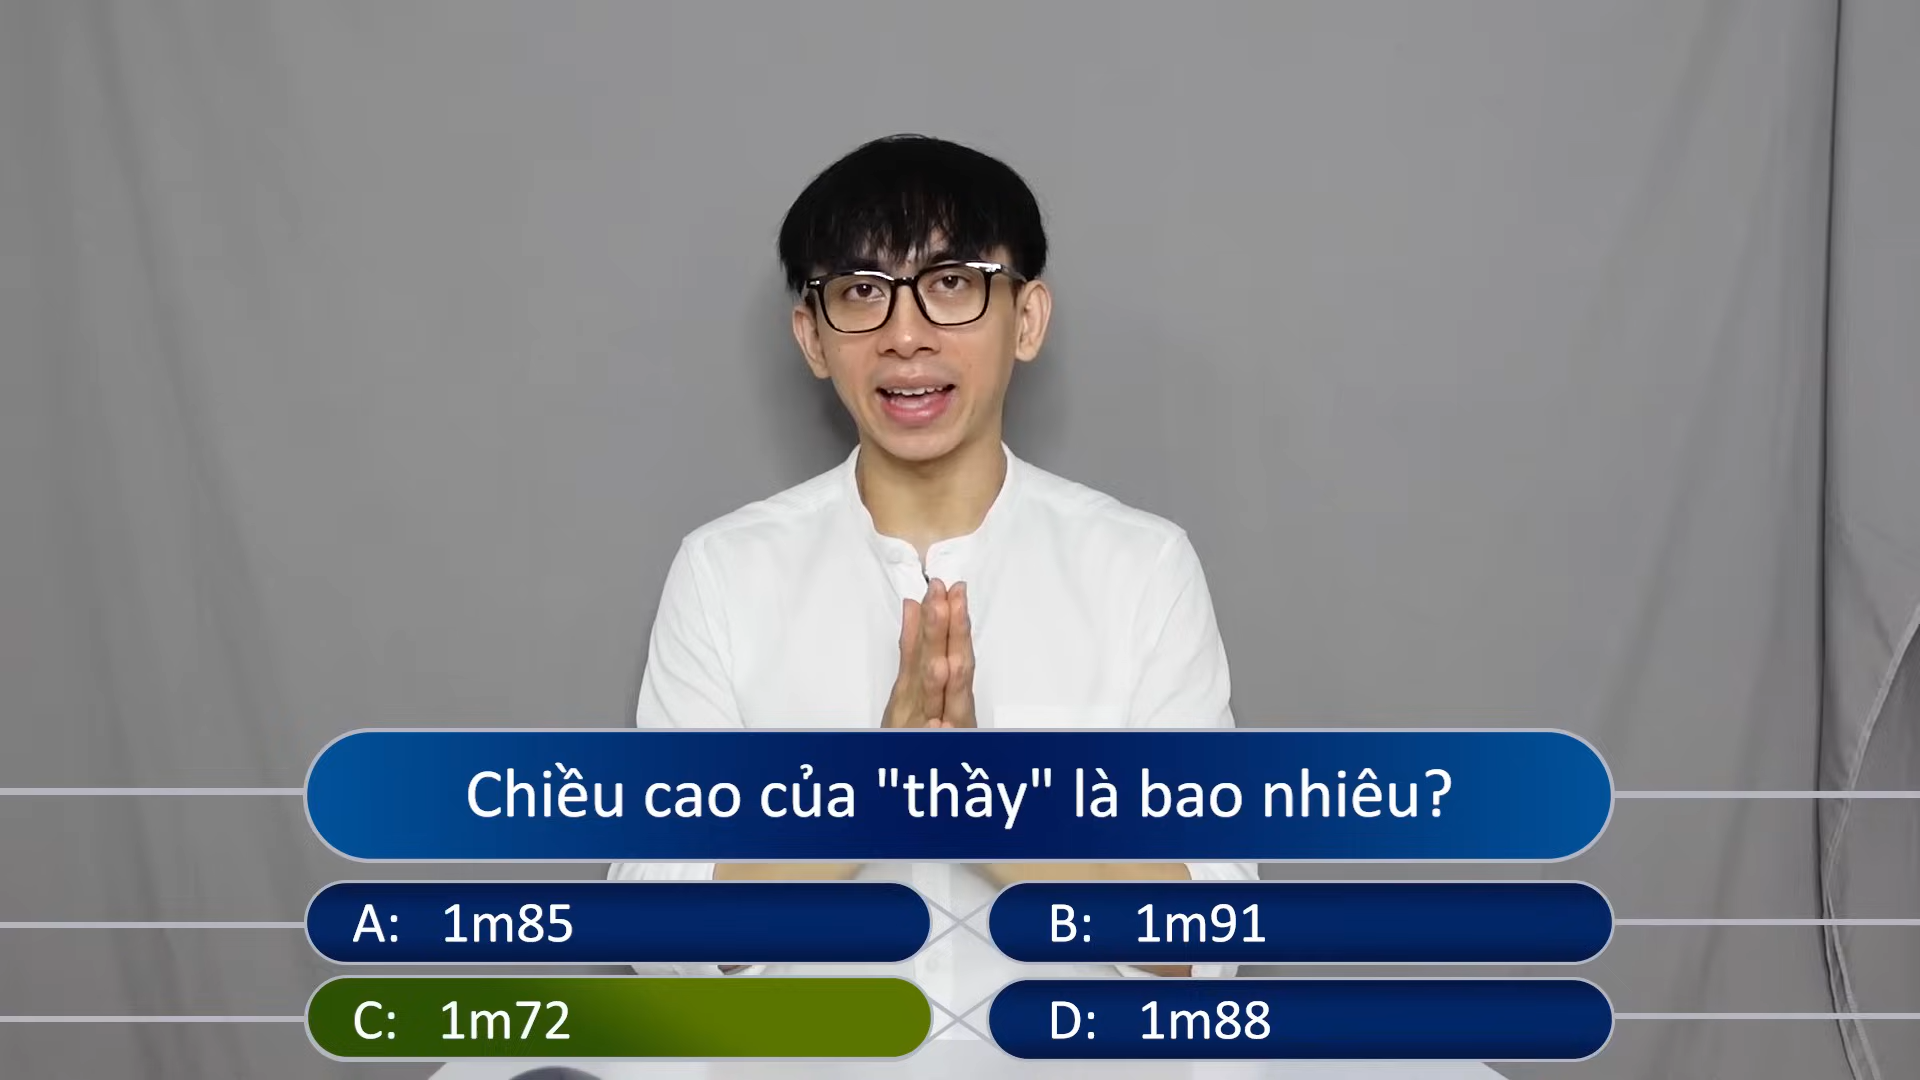 Chiều cao của "thầy" là bao nhiêu?
A: 1m85
B: 1m91
C: 1m72
D: 1m88